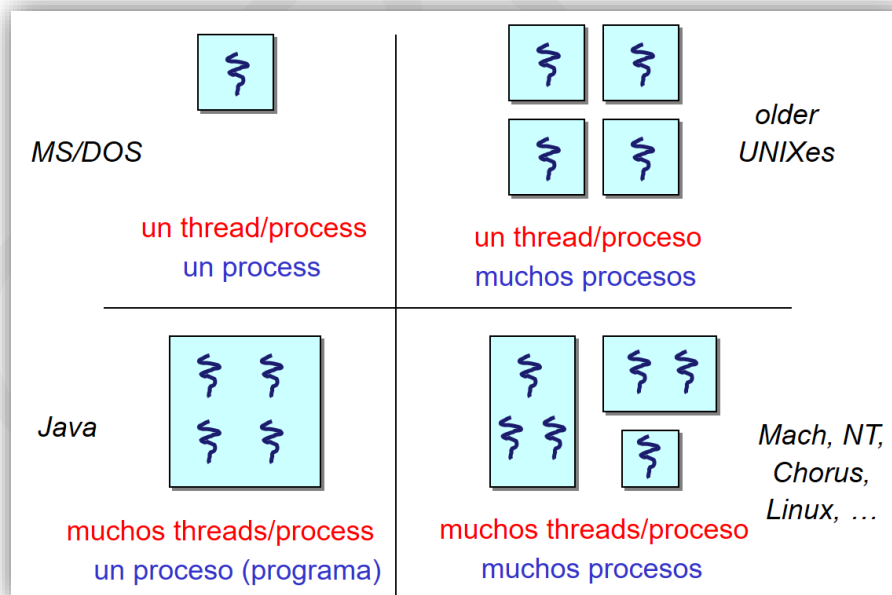 MS/DOS
un thread/process
un process
older
UNIXes
un thread/proceso
muchos procesos
Java
muchos threads/process
un proceso (programa)
Mach, NT,
Chorus,
Linux, …
muchos threads/proceso
muchos procesos